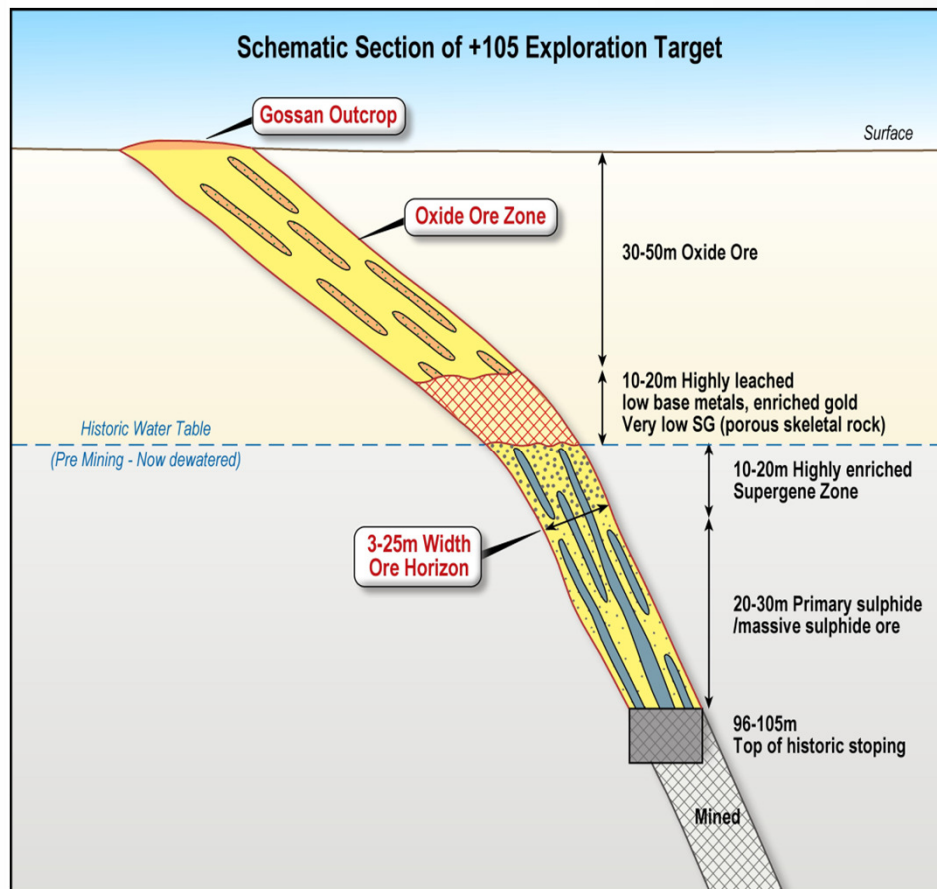 Schematic Section of +105 Exploration Target
Gossan Outcrop
Surface
Oxide Ore Zone
30-50m Oxide Ore
10-20m Highly leached
low base metals, enriched gold
Very low SG (porous skeletal rock)
Historic Water Table
(Pre Mining - Now dewatered)
10-20m Highly enriched
Supergene Zone
3-25m Width
Ore Horizon
20-30m Primary sulphide
/massive sulphide ore
96-105m
Top of historic stoping
Mined